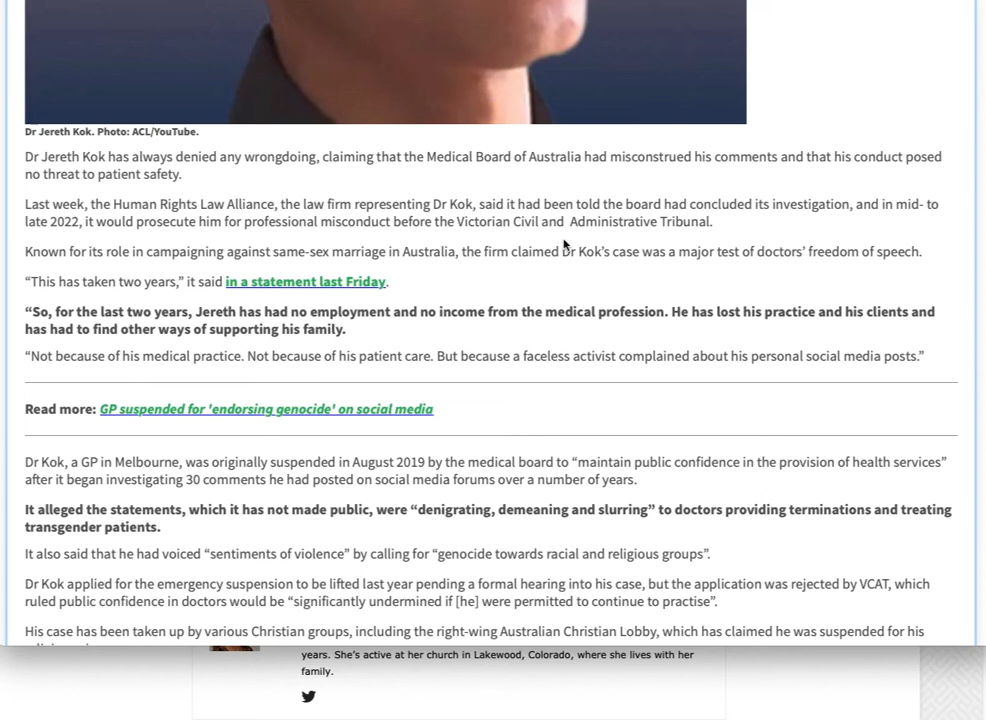 Dr Jereth Kok. Photo: ACL/YouTube.
Dr Jereth Kok has always denied any wrongdoing, claiming that the Medical Board of Australia had misconstrued his comments and that his conduct posed
no threat to patient safety.
Last week, the Human Rights Law Alliance, the law firm representing Dr Kok, said it had been told the board had concluded its investigation, and in mid- to
late 2022, it would prosecute him for professional misconduct before the Victorian Civil and Administrative Tribunal.
Known for its role in campaigning against same-sex marriage in Australia, the firm claimed Dr Kok’s case was a major test of doctors’ freedom of speech.
“This has taken two years,” it said in a statement last Friday.
“So, for the last two years, Jereth has had no employment and no income from the medical profession. He has lost his practice and his clients and
has had to find other ways of supporting his family.
“Not because of his medical practice. Not because of his patient care. But because a faceless activist complained about his personal social media posts.”
Read more: GP suspended for 'endorsing genocide' on social media
Dr Kok, a GP in Melbourne, was originally suspended in August 2019 by the medical board to “maintain public confidence in the provision of health services”
after it began investigating 30 comments he had posted on social media forums over a number of years.
It alleged the statements, which it has not made public, were “denigrating, demeaning and slurring” to doctors providing terminations and treating
transgender patients.
It also said that he had voiced “sentiments of violence” by calling for “genocide towards racial and religious groups”.
Dr Kok applied for the emergency suspension to be lifted last year pending a formal hearing into his case, but the application was rejected by VCAT, which
ruled public confidence in doctors would be “significantly undermined if [he] were permitted to continue to practise”.
His case has been taken up by various Christian groups, including the right-wing Australian Christian Lobby, which has claimed he was suspended for his
years. She’s active at her church in Lakewood, Colorado, where she lives with her
family.